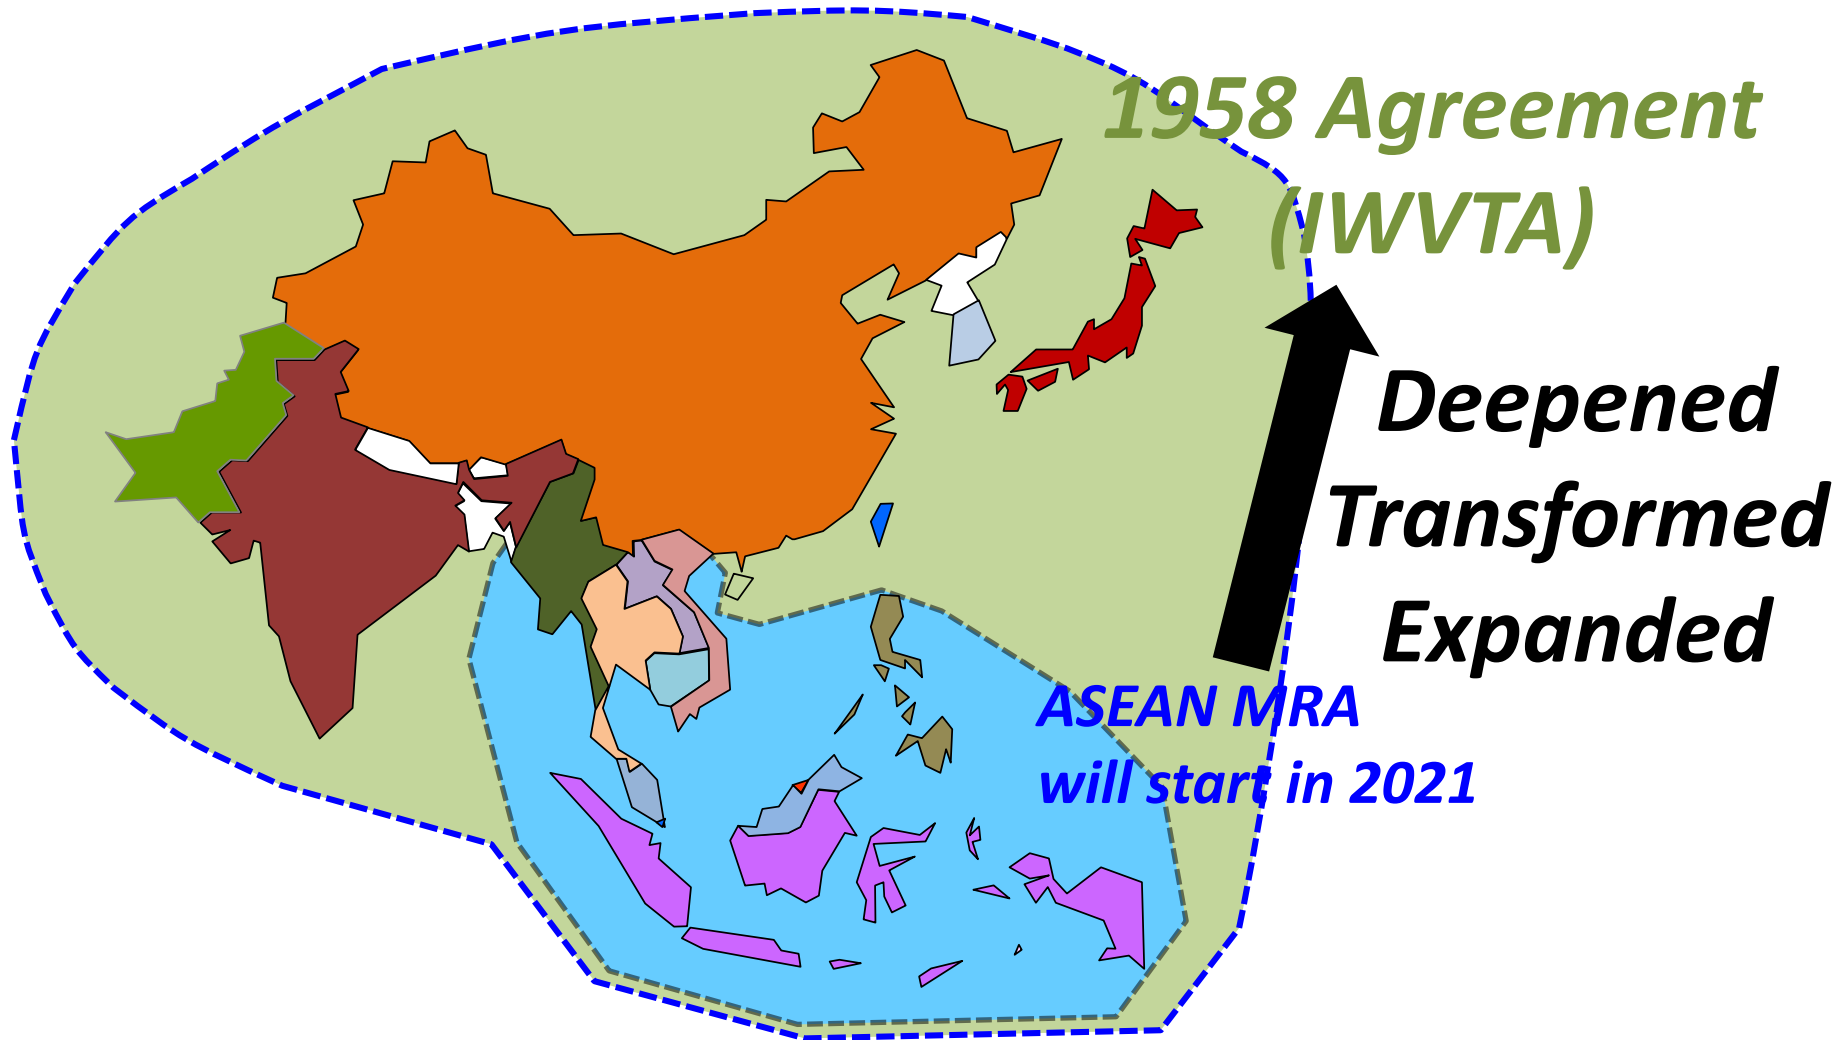 1958 Agreement
(IWVTA)
Deepened
Transformed
Expanded
ASEAN MRA
will start in 2021